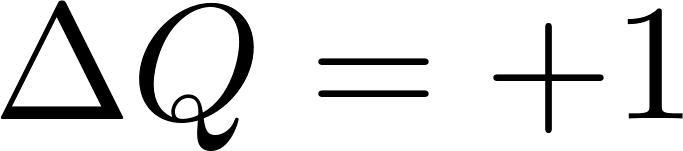 ΔQ = +1